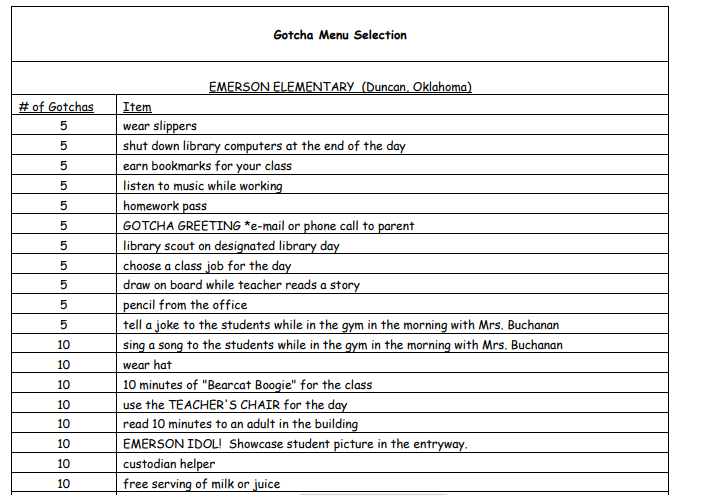 Gotcha Menu Selection
EMERSON ELEMENTARY (Duncan, Oklahoma)
# of Gotchas Item
5 wear slippers
5 shut down library computers at the end of the day
5 earn bookmarks for your class
5 listen to music while working
5 homework pass
5 GOTCHA GREETING *e-mail or phone call to parent
5 library scout on designated library day
5 choose a class job for the day
5 draw on board while teacher reads a story
5 pencil from the office
5 tell a joke to the students while in the gym in the morning with Mrs. Buchanan
10 sing a song to the students while in the gym in the morning with Mrs. Buchanan
10 wear hat
10 10 minutes of "Bearcat Boogie" for the class
10 use the TEACHER'S CHAIR for the day
10 read 10 minutes to an adult in the building
10 EMERSON IDOL! Showcase student picture in the entryway.
10 custodian helper
10 free serving of milk or juice